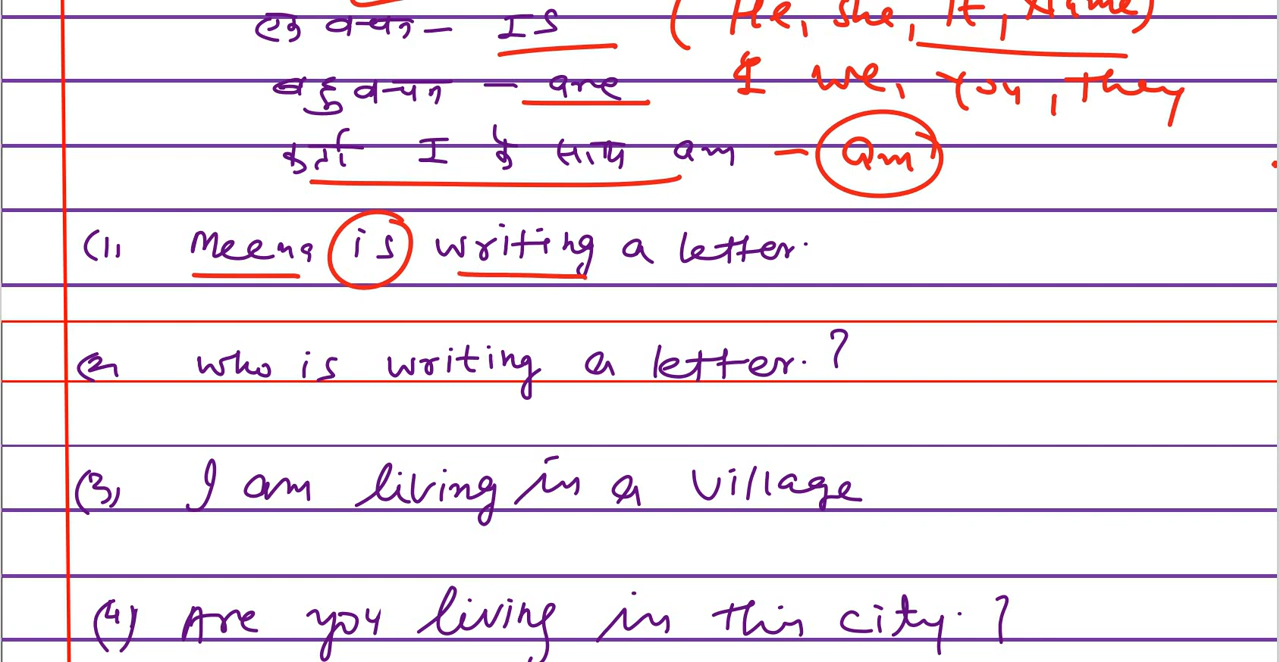 एक वचन – IS (He, She, It, Name)
बहुवचन – are I we, You, They
कर्ता I के साथ am – am
(1) Meena is writing a letter.
(2) who is writing a letter.?
(3) I am living in a village
(4) Are you living in this city.?